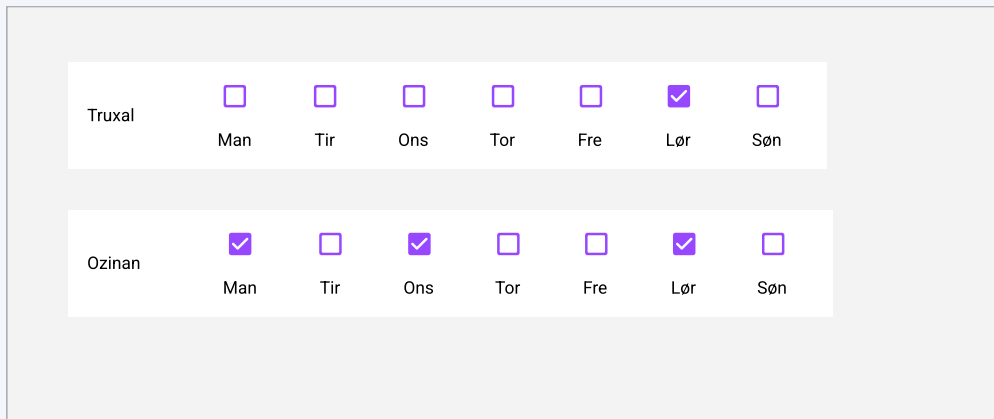 Truxal
Man Tir Ons Tor Fre Lør Søn
Ozinan
Man Tir Ons Tor Fre Lør Søn